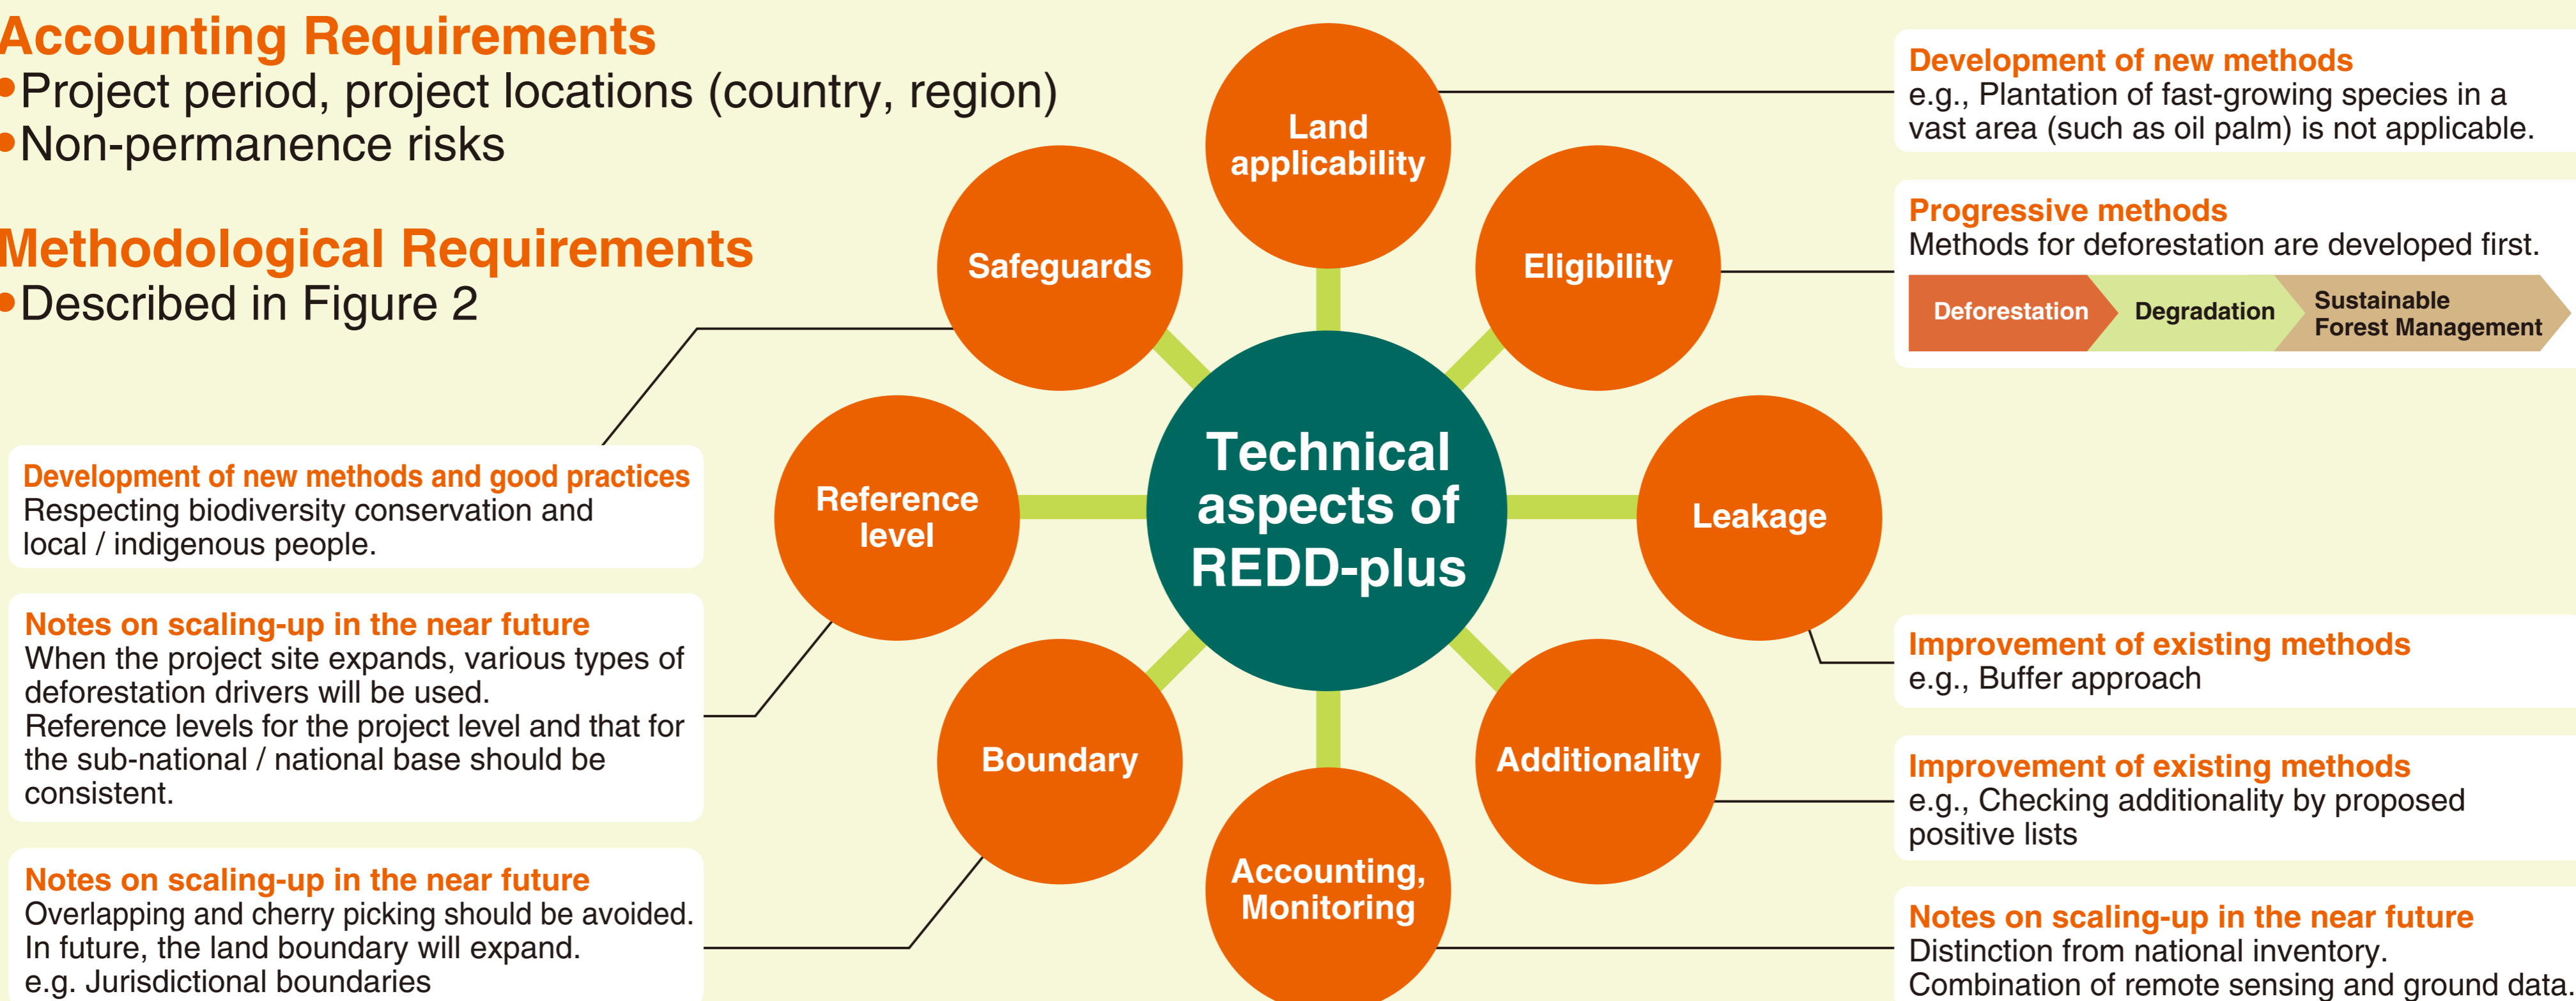 Accounting Requirements
•Project period, project locations (country, region)
•Non-permanence risks
Methodological Requirements
•Described in Figure 2
Land
applicability
Safeguards
Eligibility
Reference
level
Technical
aspects of
REDD-plus
Leakage
Boundary
Additionality
Accounting,
Monitoring
Development of new methods and good practices
Respecting biodiversity conservation and
local / indigenous people.
Notes on scaling-up in the near future
When the project site expands, various types of
deforestation drivers will be used.
Reference levels for the project level and that for
the sub-national / national base should be
consistent.
Notes on scaling-up in the near future
Overlapping and cherry picking should be avoided.
In future, the land boundary will expand.
e.g. Jurisdictional boundaries
Development of new methods
e.g., Plantation of fast-growing species in a
vast area (such as oil palm) is not applicable.
Progressive methods
Methods for deforestation are developed first.
Deforestation
Degradation
Sustainable
Forest Management
Improvement of existing methods
e.g., Buffer approach
Improvement of existing methods
e.g., Checking additionality by proposed
positive lists
Notes on scaling-up in the near future
Distinction from national inventory.
Combination of remote sensing and ground data.